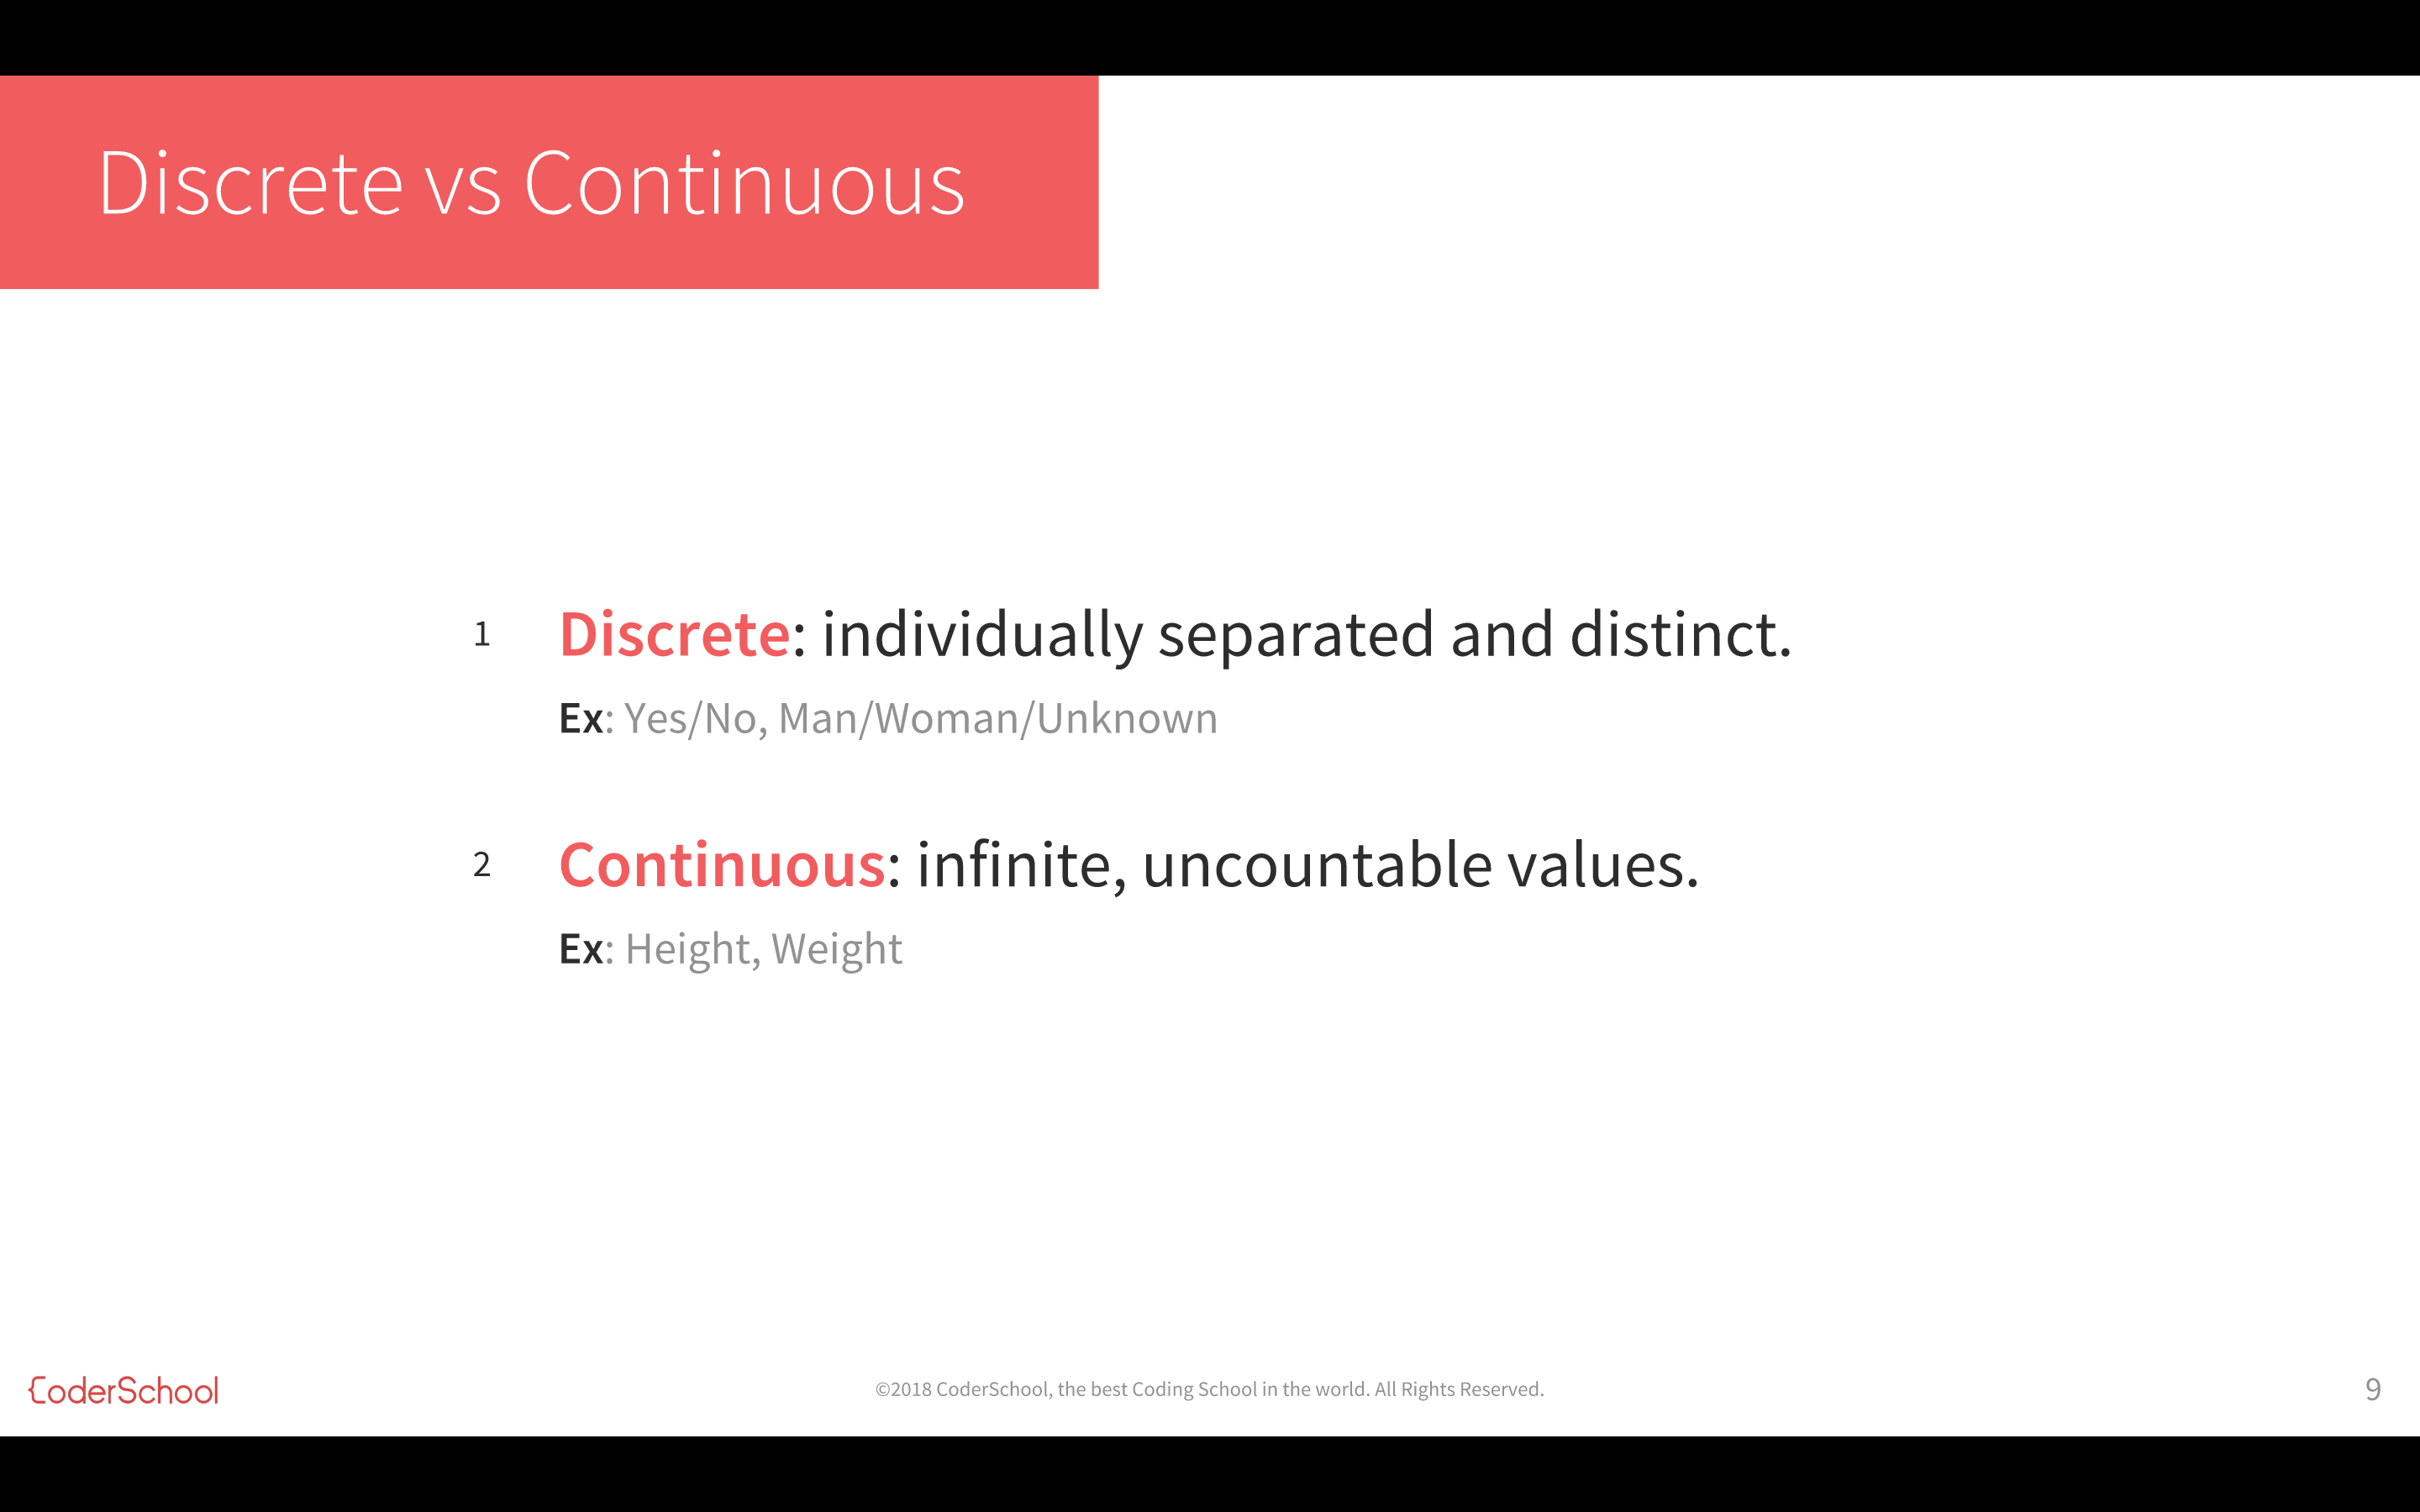 Discrete vs Continuous
1 Discrete: individually separated and distinct.
Ex: Yes/No, Man/Woman/Unknown
2 Continuous: infinite, uncountable values.
Ex: Height, Weight
{CoderSchool
©2018 CoderSchool, the best Coding School in the world. All Rights Reserved.
9